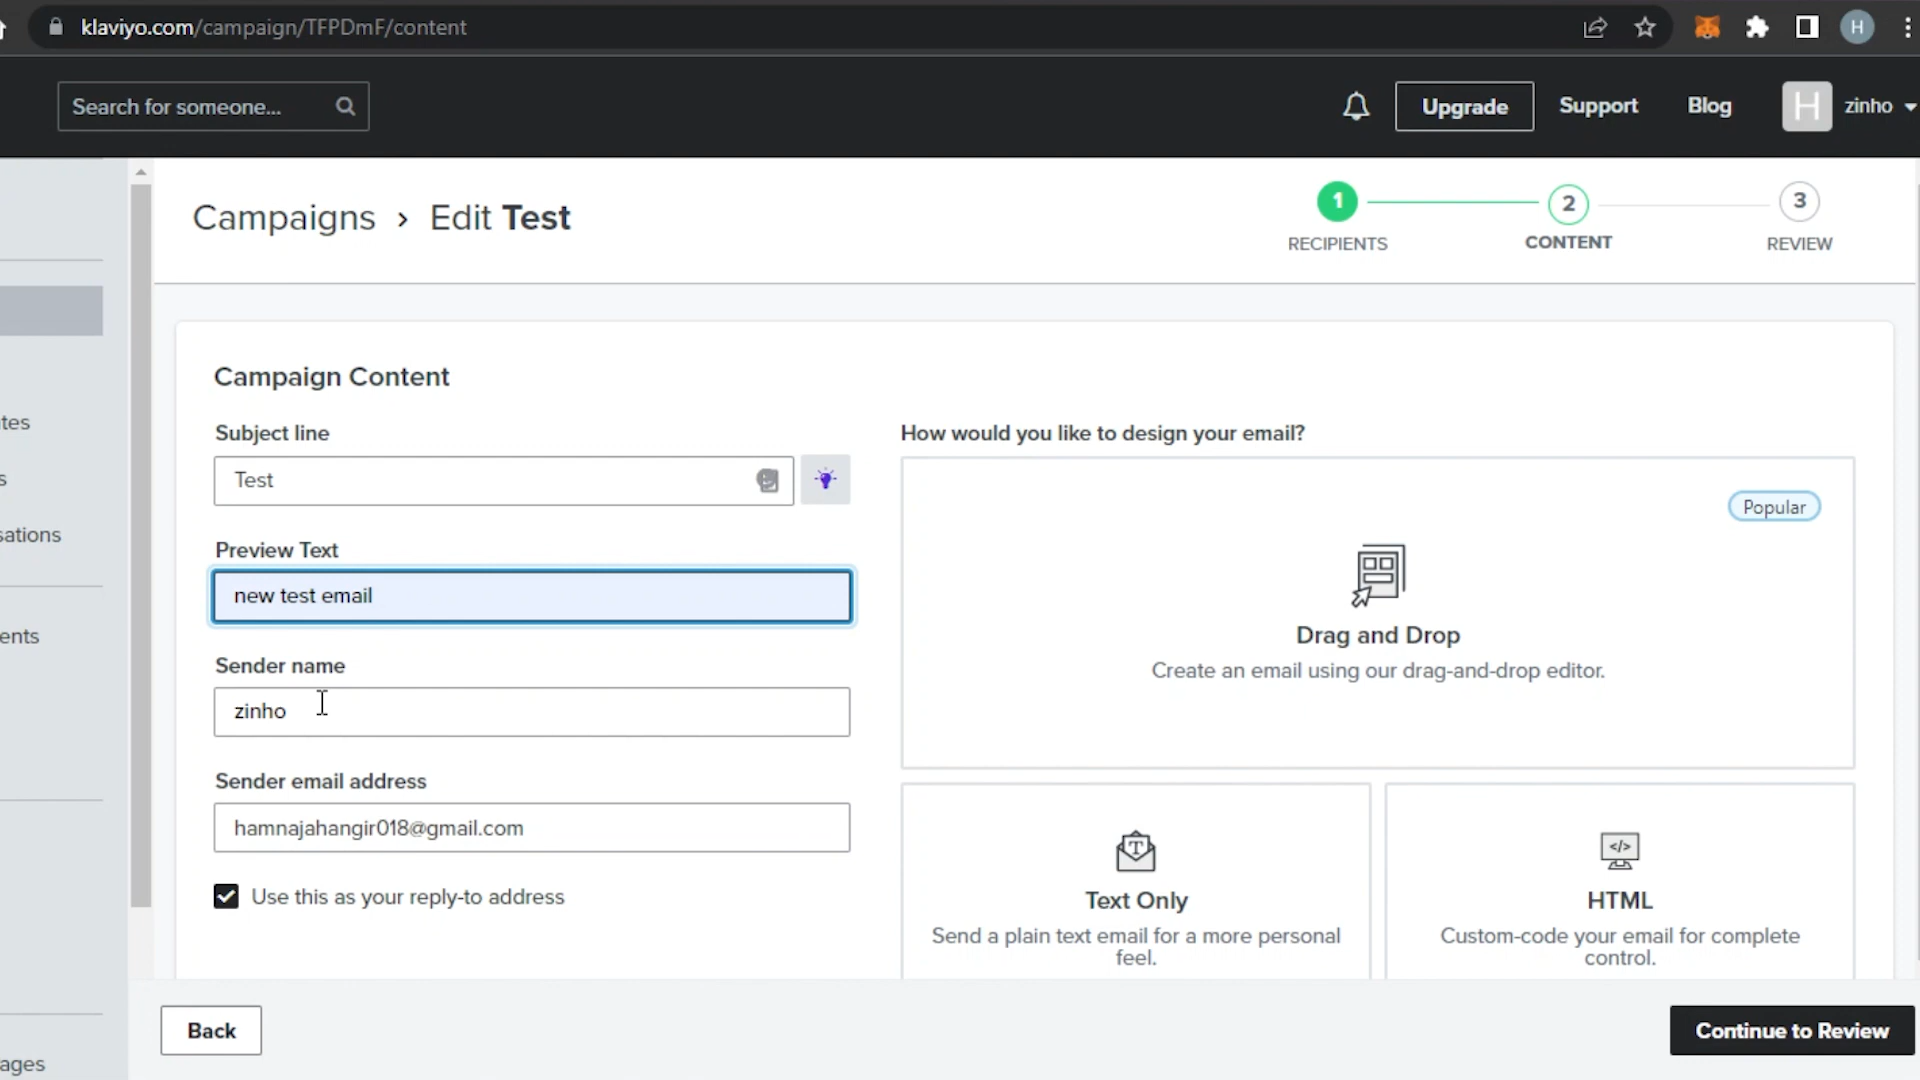 klaviyo.com/campaign/TFPDmF/content
H
Search for someone...
Upgrade
Support
Blog
H
zinho
Campaigns › Edit Test
1
2
3
RECIPIENTS
CONTENT
REVIEW
tes
s
sations
ents
ages
Campaign Content
Subject line
Test
Preview Text
new test email
Sender name
zinho
Sender email address
hamnajahangir018@gmail.com
Use this as your reply-to address
How would you like to design your email?
Popular
Drag and Drop
Create an email using our drag-and-drop editor.
T
Text Only
Send a plain text email for a more personal
feel.
</>
HTML
Custom-code your email for complete
control.
Back
Continue to Review